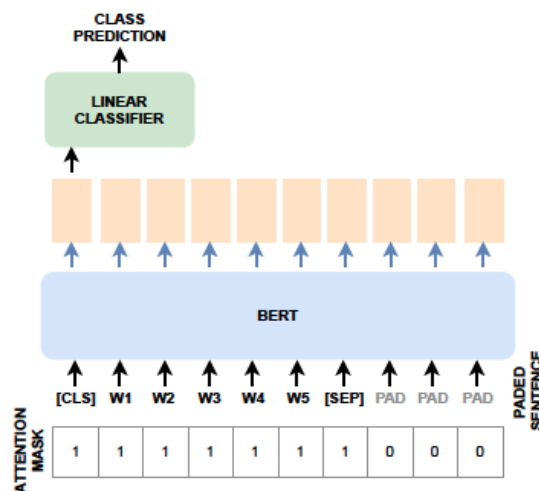 CLASS
PREDICTION
LINEAR
CLASSIFIER
BERT
[CLS] W1 W2 W3 W4 W5 [SEP] PAD PAD PAD
PADED
SENTENCE
ATTENTION
MASK
1 1 1 1 1 1 1 0 0 0